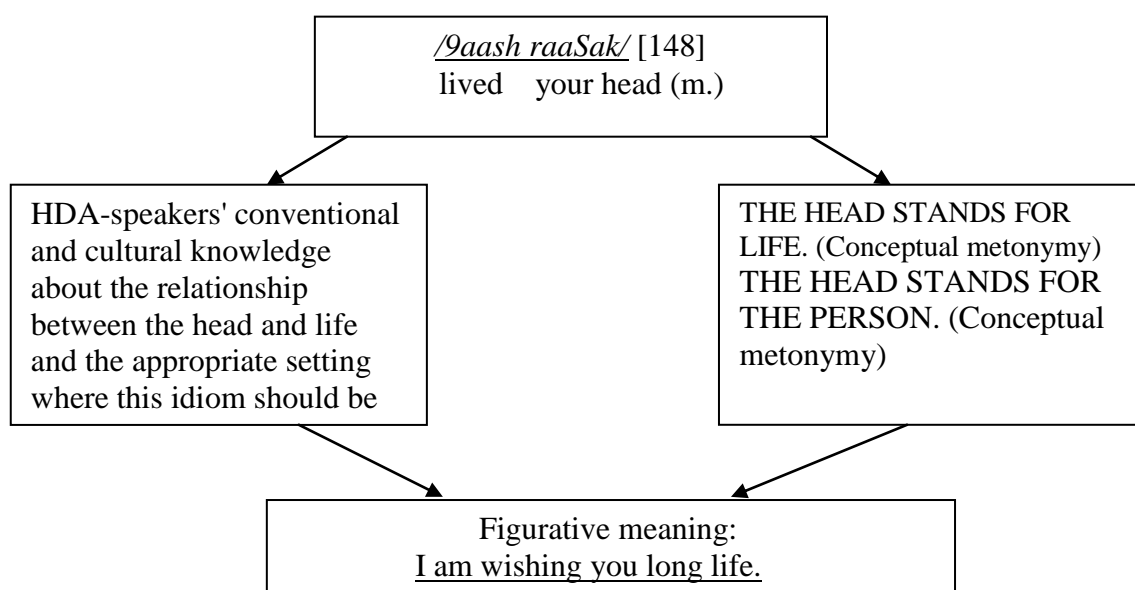 /9aash raaSak/ [148]
lived your head (m.)
HDA-speakers' conventional
and cultural knowledge
about the relationship
between the head and life
and the appropriate setting
where this idiom should be
THE HEAD STANDS FOR
LIFE. (Conceptual metonymy)
THE HEAD STANDS FOR
THE PERSON. (Conceptual
metonymy)
Figurative meaning:
I am wishing you long life.